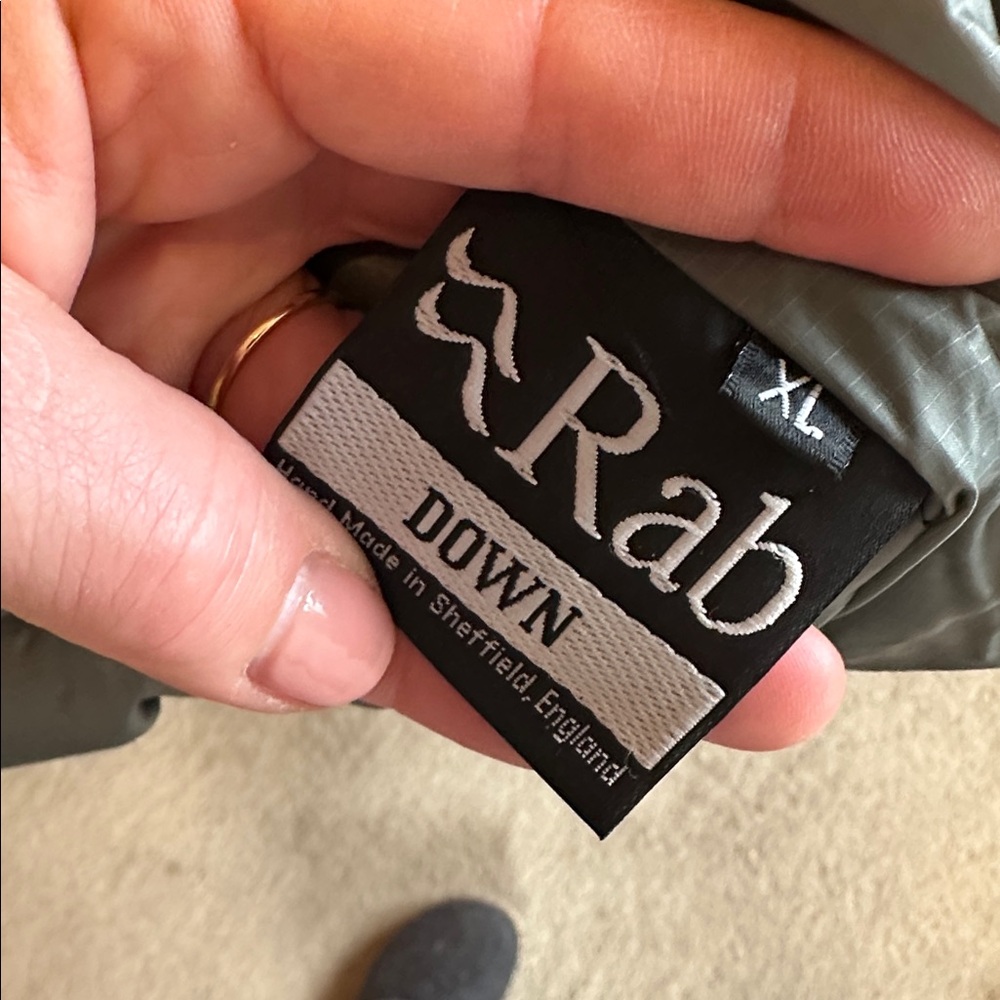 Rab
XL
DOWN
Hand Made in Sheffield, England